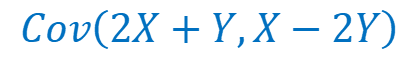 Cov(2X + Y, X − 2Y)